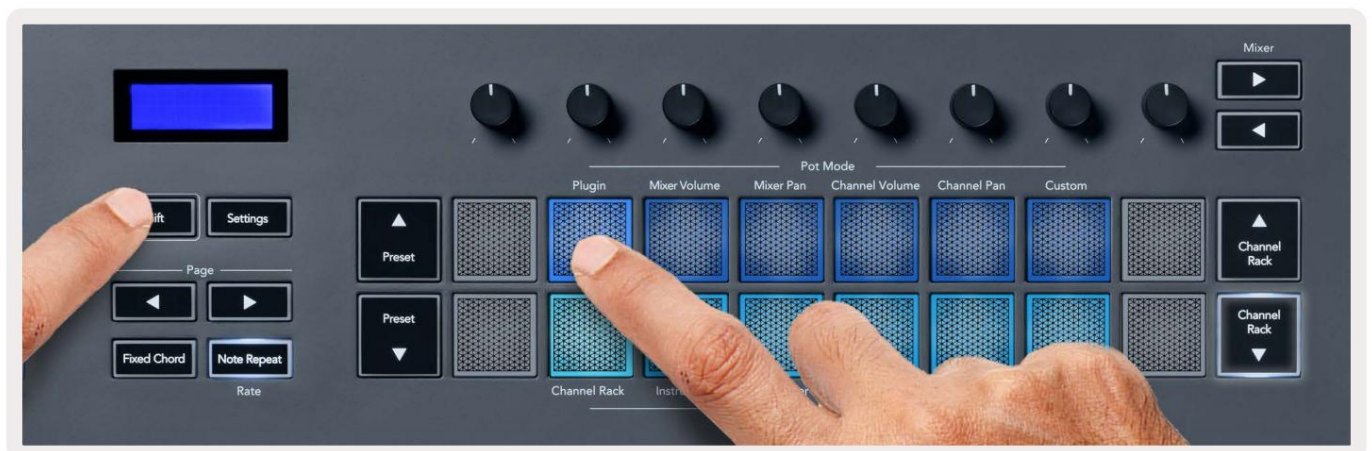 Mixer
Pot Mode
Plugin
Mixer Volume
Mixer Pan
Channel Volume
Channel Pan
Custom
Settings
Preset
Channel
Rack
Page
Preset
Channel
Rack
Fixed Chord
Note Repeat
Rate
Channel Rack